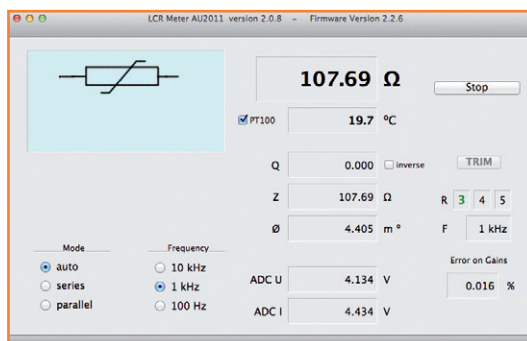 LCR Meter AU2011 version 2.0.8 – Firmware Version 2.2.6
107.69 Ω
Stop
PT100 19.7 °C
Q 0.000 inverse TRIM
Z 107.69 Ω R 3 4 5
Ø 4.405 m° F 1 kHz
Mode Frequency Error on Gains
auto 10 kHz
series 1 kHz ADC U 4.134 V 0.016 %
parallel 100 Hz ADC I 4.434 V